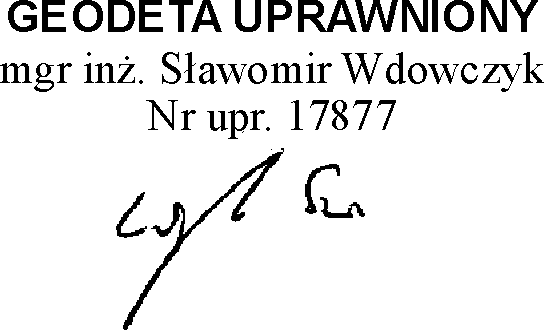 GEODETA UPRAWNIONY
mgr inż. Sławomir Wdowczyk
Nr upr. 17877